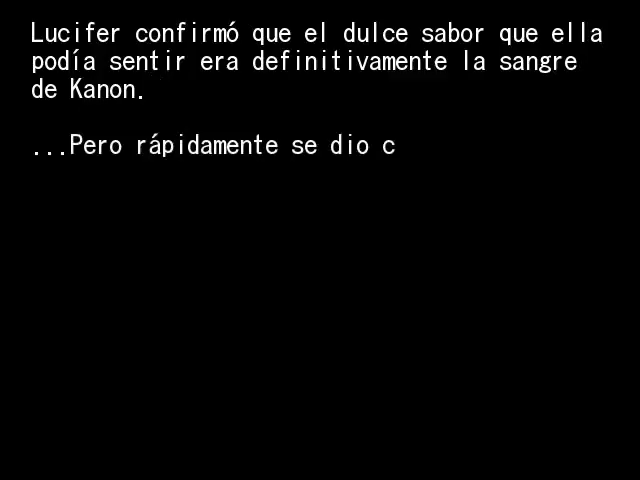 Lucifer confirmó que el dulce sabor que ella
podía sentir era definitivamente la sangre
de Kanon.
...Pero rápidamente se dio c